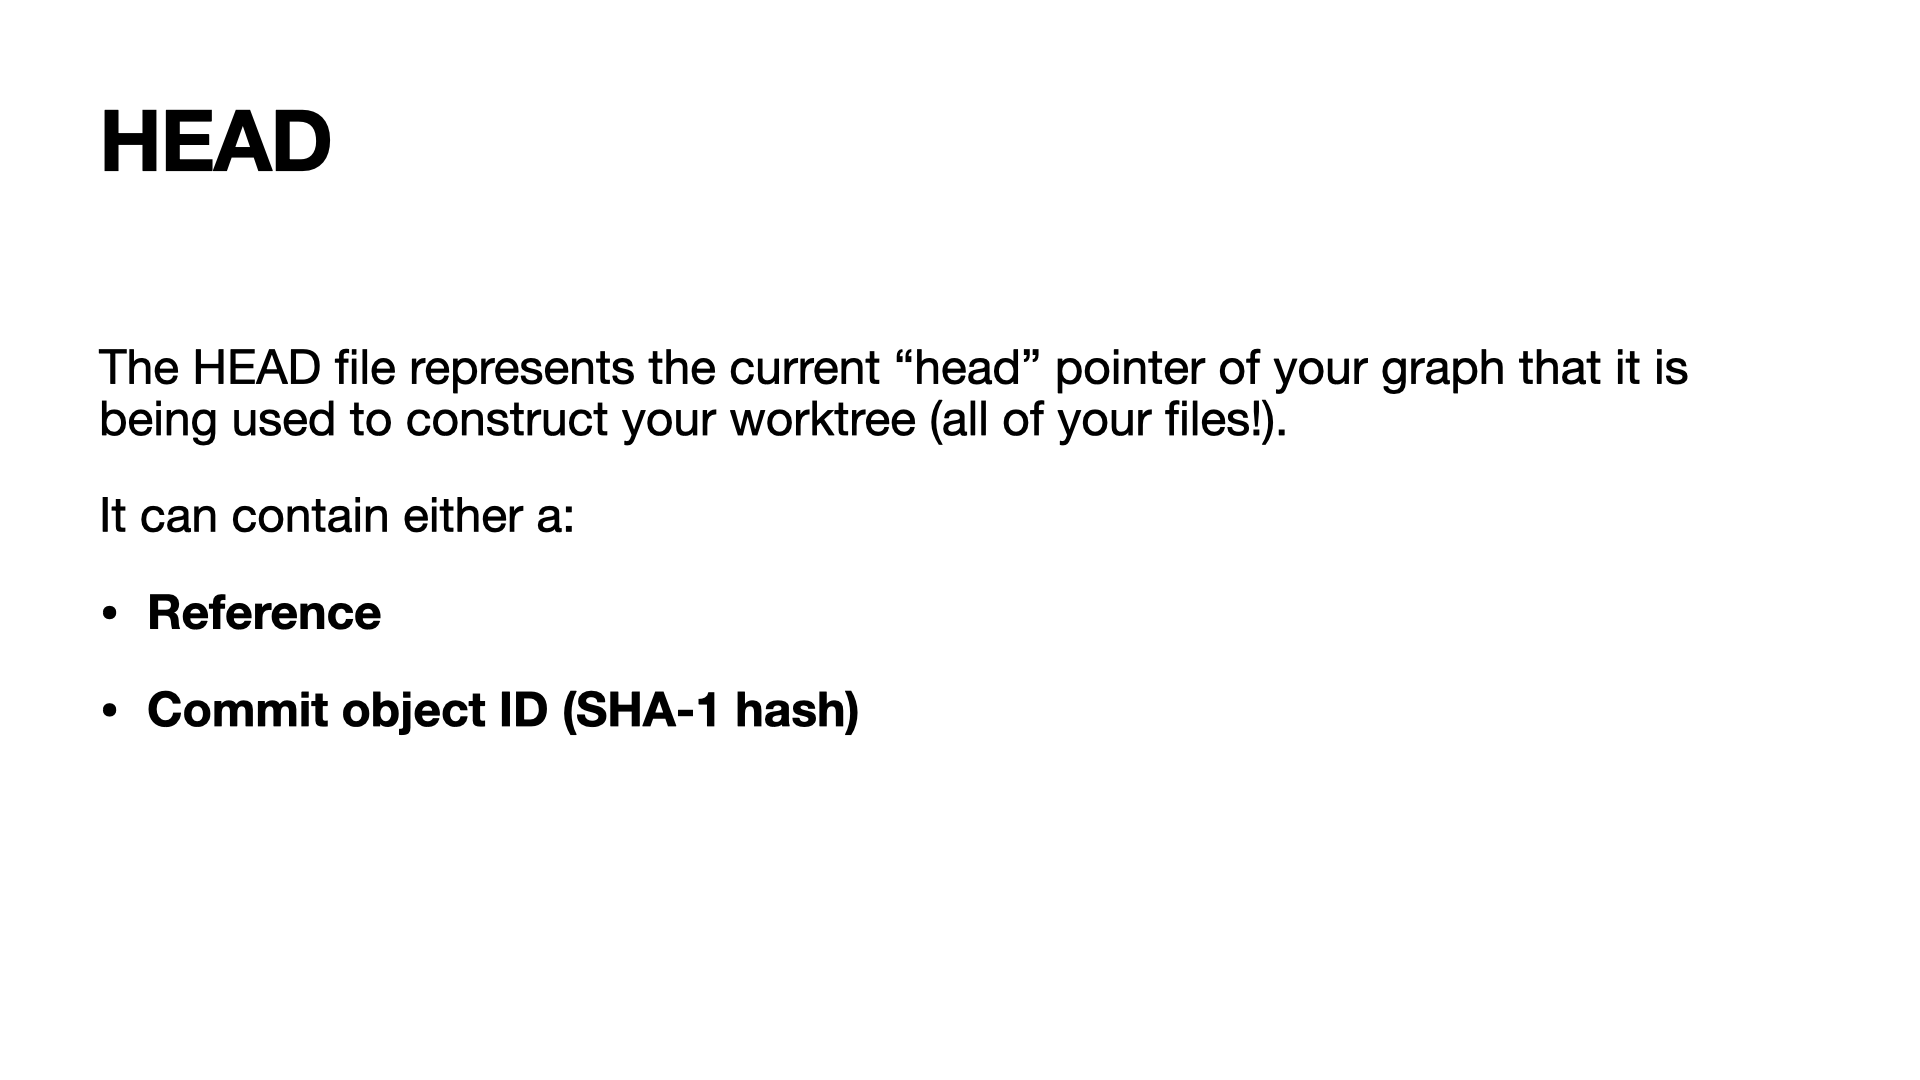 HEAD
The HEAD file represents the current “head” pointer of your graph that it is
being used to construct your worktree (all of your files!).
It can contain either a:
• Reference
• Commit object ID (SHA-1 hash)